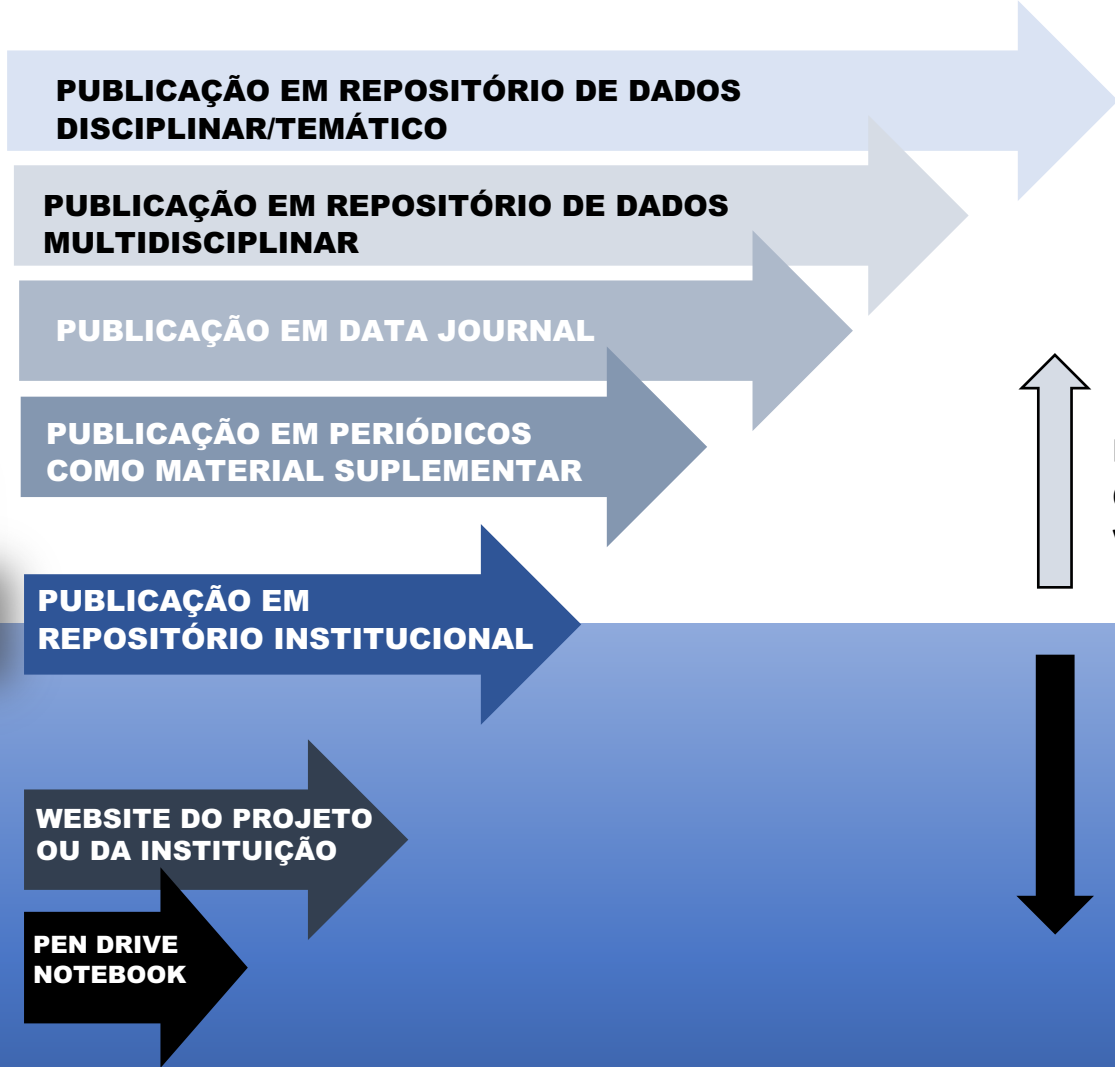 PUBLICAÇÃO EM REPOSITÓRIO DE DADOS
DISCIPLINAR/TEMÁTICO
PUBLICAÇÃO EM REPOSITÓRIO DE DADOS
MULTIDISCIPLINAR
PUBLICAÇÃO EM DATA JOURNAL
PUBLICAÇÃO EM PERIÓDICOS
COMO MATERIAL SUPLEMENTAR
PUBLICAÇÃO EM
REPOSITÓRIO INSTITUCIONAL
WEBSITE DO PROJETO
OU DA INSTITUIÇÃO
PEN DRIVE
NOTEBOOK